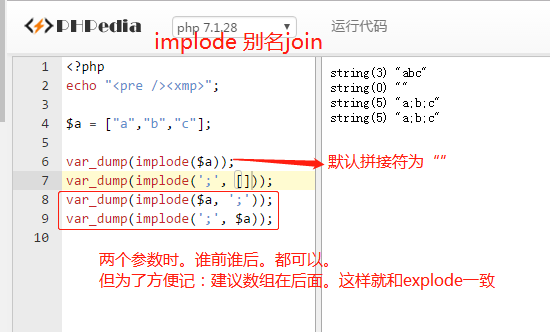 PHPedia
php 7.1.28
运行代码
implode 别名join
1 <?php
2 echo "<pre /><xmp>";
3
4 $a = ["a","b","c"];
5
6 var_dump(implode($a));
7 var_dump(implode(';', []));
8 var_dump(implode($a, ';'));
9 var_dump(implode(';', $a));
10
string(3) "abc"
string(0) ""
string(5) "a;b;c"
string(5) "a;b;c"
默认拼接符为 “”
两个参数时。谁前谁后。都可以。
但为了方便记：建议数组在后面。这样就和explode一致